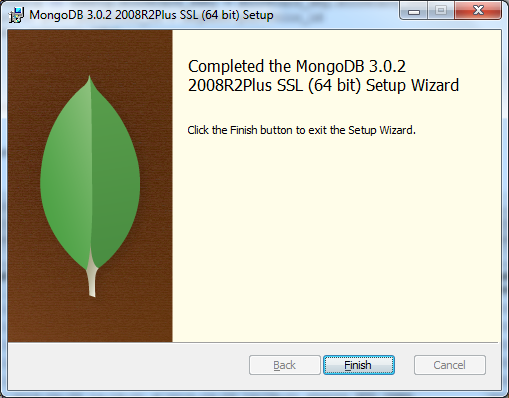 MongoDB 3.0.2 2008R2Plus SSL (64 bit) Setup
Completed the MongoDB 3.0.2
2008R2Plus SSL (64 bit) Setup Wizard
Click the Finish button to exit the Setup Wizard.
Back Finish Cancel